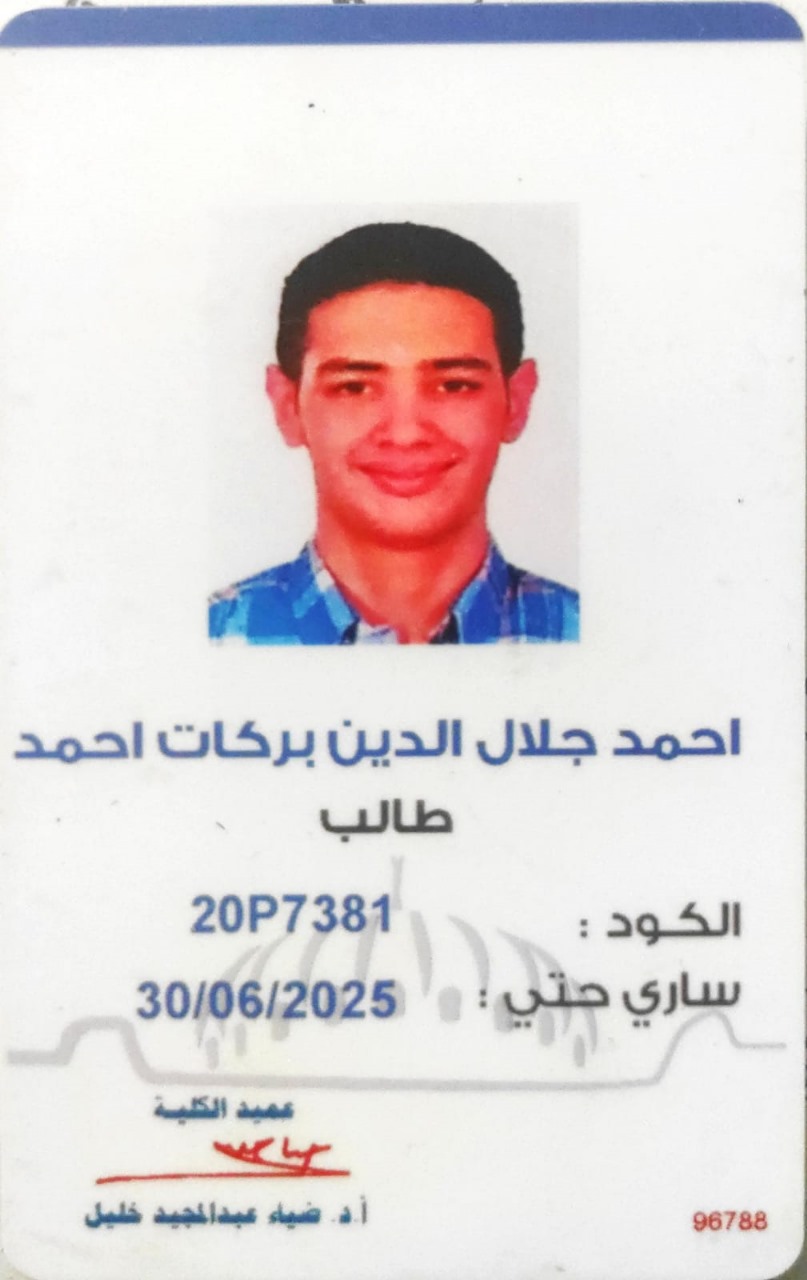 احمد جلال الدين بركات احمد
طالب
الكود : 20P7381
ساري حتي : 30/06/2025
عميد الكلية
أ.د. ضياء عبدالمجيد خليل
96788